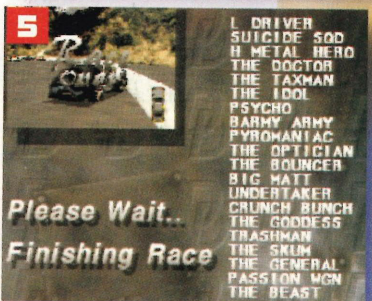 5
L DRIVER
SUICIDE SQD
H METAL HERO
THE DOCTOR
THE TAXMAN
THE IDOL
PSYCHO
BARMY ARMY
PYROMANIAC
THE OPTICIAN
THE BOUNCER
BIG MATT
UNDERTAKER
CRUNCH BUNCH
THE GODDESS
TRASHMAN
THE SKUM
THE GENERAL
PASSION WGN
THE BEAST
Please Wait..
Finishing Race